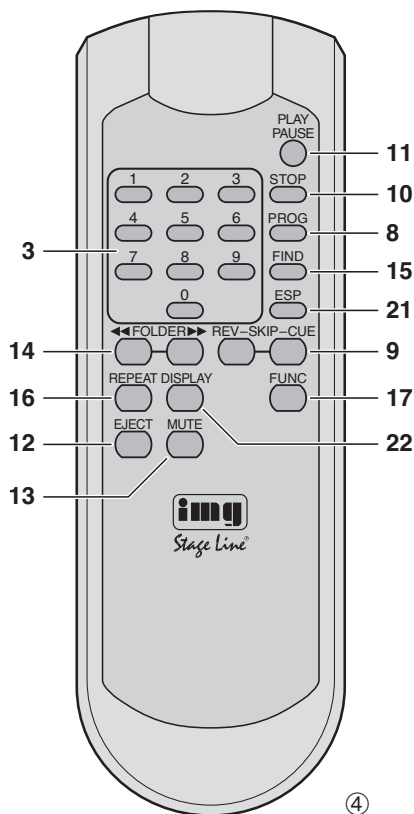 PLAY
PAUSE
11
1 2 3 STOP
10
4 5 6 PROG
8
3
7 8 9 FIND
15
0 ESP
21
◀◀FOLDER▶▶ REV–SKIP–CUE
14
9
REPEAT DISPLAY FUNC
16
17
EJECT MUTE
12
22
13
img
Stage Line®
④